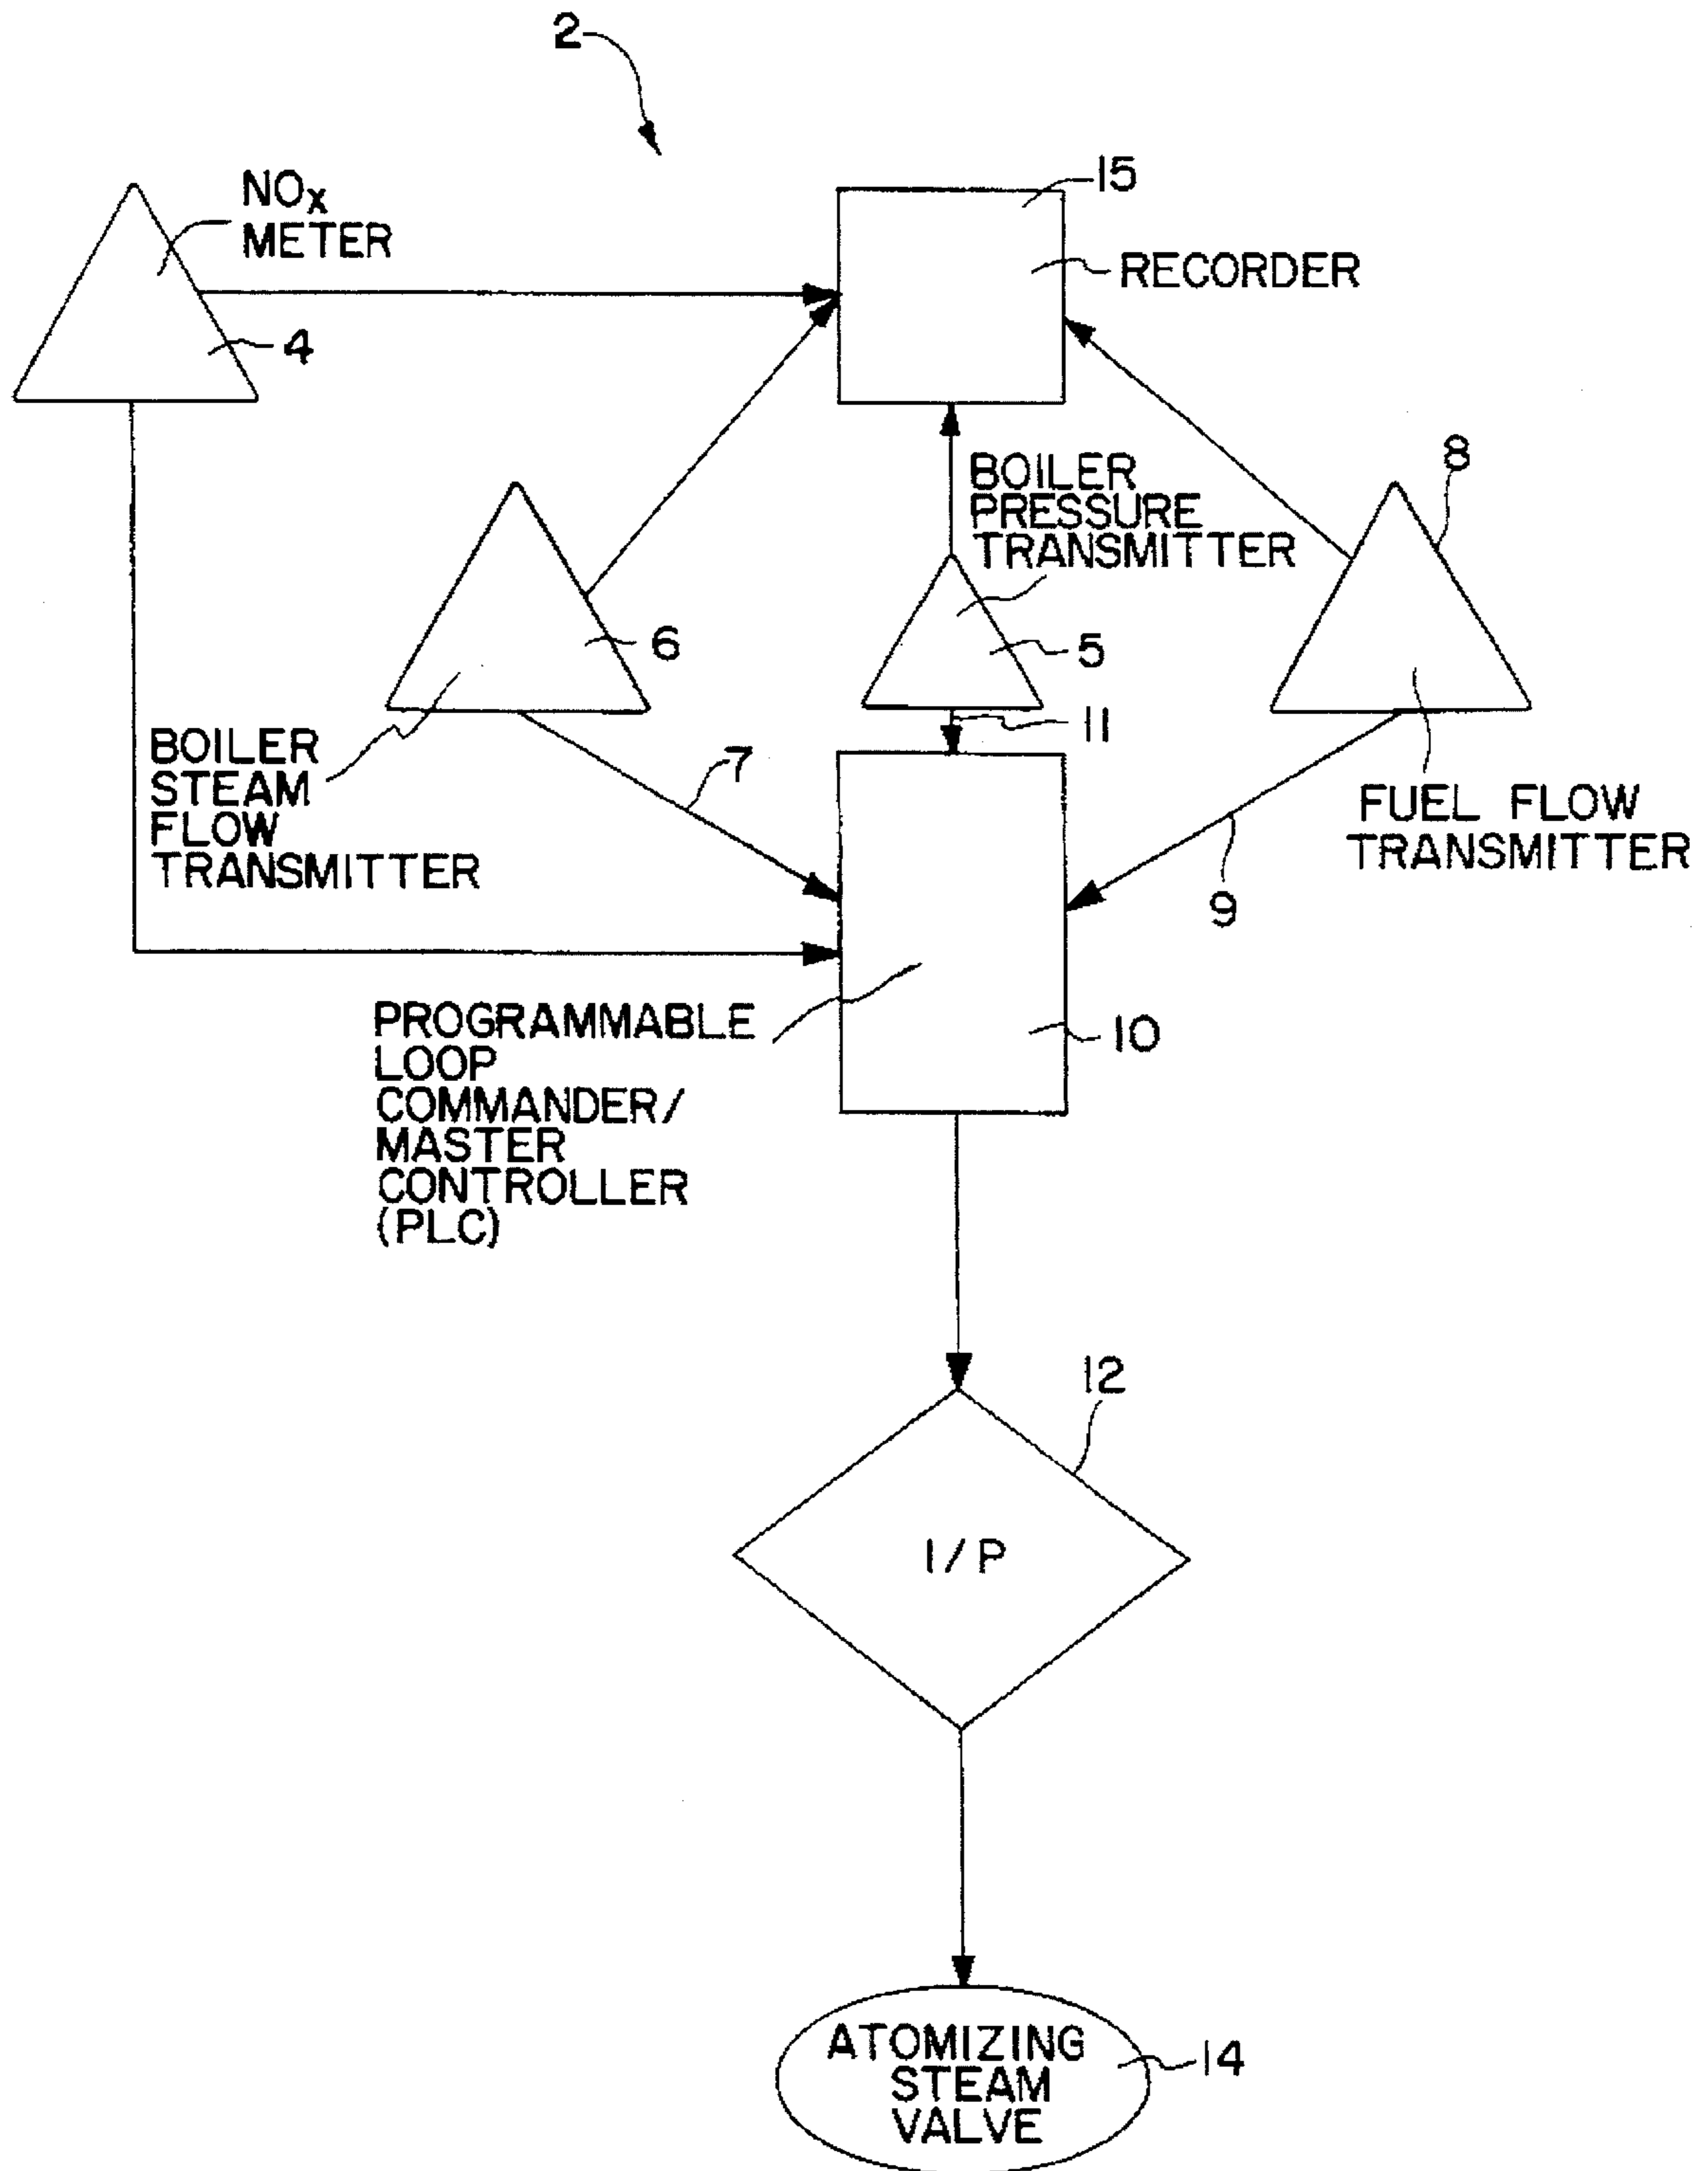 2
15
NOx
METER
RECORDER
4
8
BOILER
PRESSURE
TRANSMITTER
6
5
11
BOILER
STEAM
FLOW
TRANSMITTER
7
FUEL FLOW
TRANSMITTER
9
PROGRAMMABLE
LOOP
COMMANDER/
MASTER
CONTROLLER
(PLC)
10
12
I/P
ATOMIZING
STEAM
VALVE
14